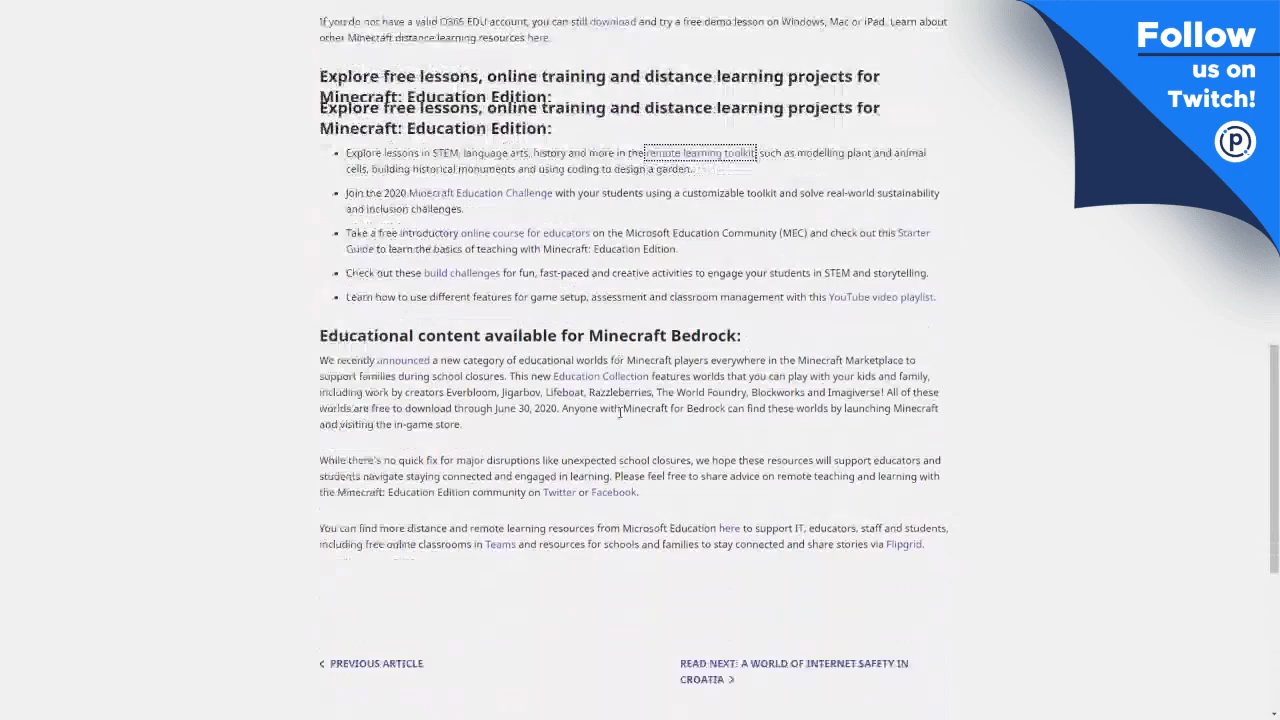 If you do not have a valid O365 EDU account, you can still download and try a free demo lesson on Windows, Mac or iPad. Learn about
other Minecraft distance learning resources here.
Explore free lessons, online training and distance learning projects for
Minecraft: Education Edition:
Explore free lessons, online training and distance learning projects for
Minecraft: Education Edition:
Explore lessons in STEM, language arts, history and more in the remote learning toolkit, such as modelling plant and animal
cells, building historical monuments and using coding to design a garden.
Join the 2020 Minecraft Education Challenge with your students using a customizable toolkit and solve real-world sustainability
and inclusion challenges.
Take a free introductory online course for educators on the Microsoft Education Community (MEC) and check out this Starter
Guide to learn the basics of teaching with Minecraft: Education Edition.
Check out these build challenges for fun, fast-paced and creative activities to engage your students in STEM and storytelling.
Learn how to use different features for game setup, assessment and classroom management with this YouTube video playlist.
Educational content available for Minecraft Bedrock:
We recently announced a new category of educational worlds for Minecraft players everywhere in the Minecraft Marketplace to
support families during school closures. This new Education Collection features worlds that you can play with your kids and family,
including work by creators Everbloom, Jigarbov, Lifeboat, Razzleberries, The World Foundry, Blockworks and Imagiverse! All of these
worlds are free to download through June 30, 2020. Anyone with Minecraft for Bedrock can find these worlds by launching Minecraft
and visiting the in-game store.
While there's no quick fix for major disruptions like unexpected school closures, we hope these resources will support educators and
students navigate staying connected and engaged in learning. Please feel free to share advice on remote teaching and learning with
the Minecraft: Education Edition community on Twitter or Facebook.
You can find more distance and remote learning resources from Microsoft Education here to support IT, educators, staff and students,
including free online classrooms in Teams and resources for schools and families to stay connected and share stories via Flipgrid.
PREVIOUS ARTICLE
READ NEXT: A WORLD OF INTERNET SAFETY IN
CROATIA
Follow
us on
Twitch!